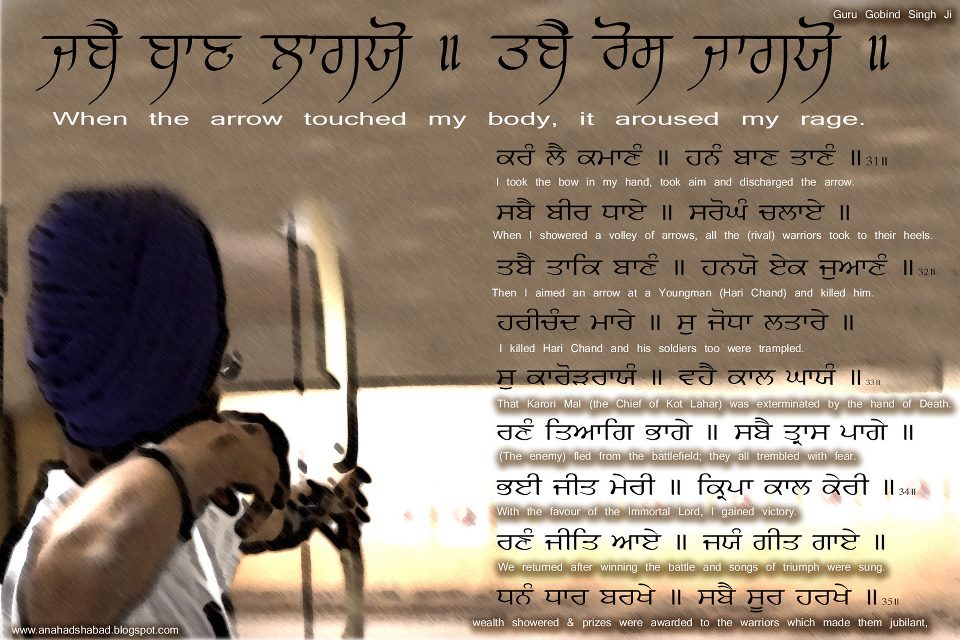 Guru Gobind Singh Ji
ਜਬੈ ਬਾਣ ਲਾਗਯੋ ॥ ਤਬੈ ਰੋਸ ਜਾਗਯੋ ॥
When the arrow touched my body, it aroused my rage.
ਕਰੰ ਲੈ ਕਮਾਣੰ ॥ ਹਨੰ ਬਾਣ ਤਾਣੰ ॥31॥
I took the bow in my hand, took aim and discharged the arrow.
ਸਬੈ ਬੀਰ ਧਾਏ ॥ ਸਰੋਘੰ ਚਲਾਏ ॥
When I showered a volley of arrows, all the (rival) warriors took to their heels.
ਤਬੈ ਤਾਕਿ ਬਾਣੰ ॥ ਹਨਯੋ ਏਕ ਜੁਆਣੰ ॥32॥
Then I aimed an arrow at a Youngman (Hari Chand) and killed him.
ਹਰੀਚੰਦ ਮਾਰੇ ॥ ਸੁ ਜੋਧਾ ਲਤਾਰੇ ॥
I killed Hari Chand and his soldiers too were trampled.
ਸੁ ਕਾਰੋੜਰਾਯੰ ॥ ਵਹੈ ਕਾਲ ਘਾਯੰ ॥33॥
That Karori Mal (the Chief of Kot Lahar) was exterminated by the hand of Death.
ਰਣੰ ਤਿਆਗਿ ਭਾਗੇ ॥ ਸਬੈ ਤ੍ਰਾਸ ਪਾਗੇ ॥
(The enemy) fled from the battlefield; they all trembled with fear.
ਭਈ ਜੀਤ ਮੇਰੀ ॥ ਕ੍ਰਿਪਾ ਕਾਲ ਕੇਰੀ ॥34॥
With the favour of the Immortal Lord, I gained victory.
ਰਣੰ ਜੀਤਿ ਆਏ ॥ ਜਯੰ ਗੀਤ ਗਾਏ ॥
We returned after winning the battle and songs of triumph were sung.
ਧਨੰ ਧਾਰ ਬਰਖੇ ॥ ਸਬੈ ਸੂਰ ਹਰਖੇ ॥35॥
wealth showered & prizes were awarded to the warriors which made them jubilant,
www.anahadshabad.blogspot.com